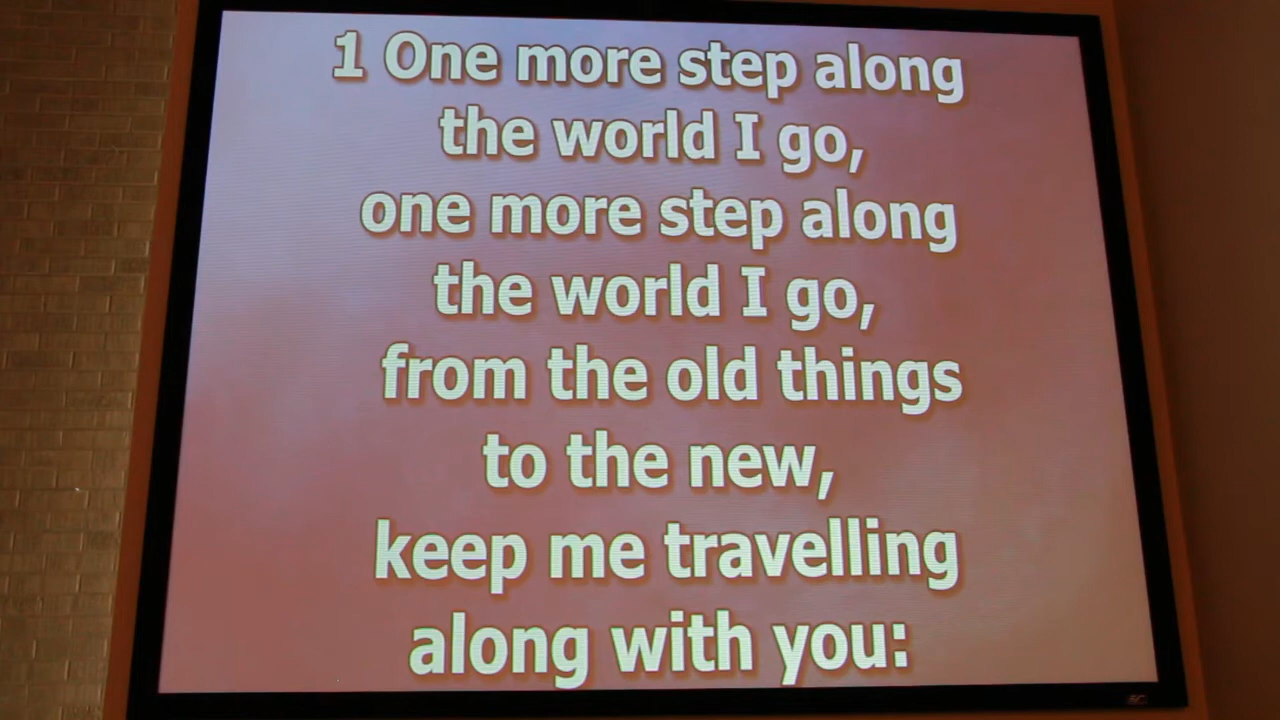 1 One more step along
the world I go,
one more step along
the world I go,
from the old things
to the new,
keep me travelling
along with you: